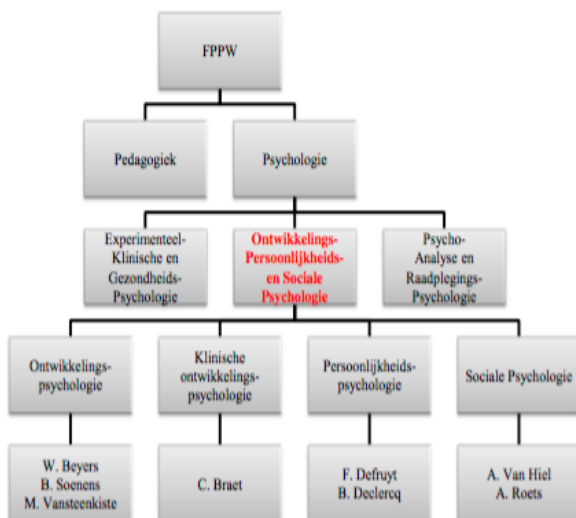 FPPW
Pedagogiek
Psychologie
Experimenteel-
Klinische en
Gezondheids-
Psychologie
Ontwikkelings-
Persoonlijkheids-
en Sociale
Psychologie
Psycho-
Analyse en
Raadplegings-
Psychologie
Ontwikkelings-
psychologie
Klinische
ontwikkelings-
psychologie
Persoonlijkheids-
psychologie
Sociale Psychologie
W. Beyers
B. Soenens
M. Vansteenkiste
C. Braet
F. Defruyt
B. Declercq
A. Van Hiel
A. Roets